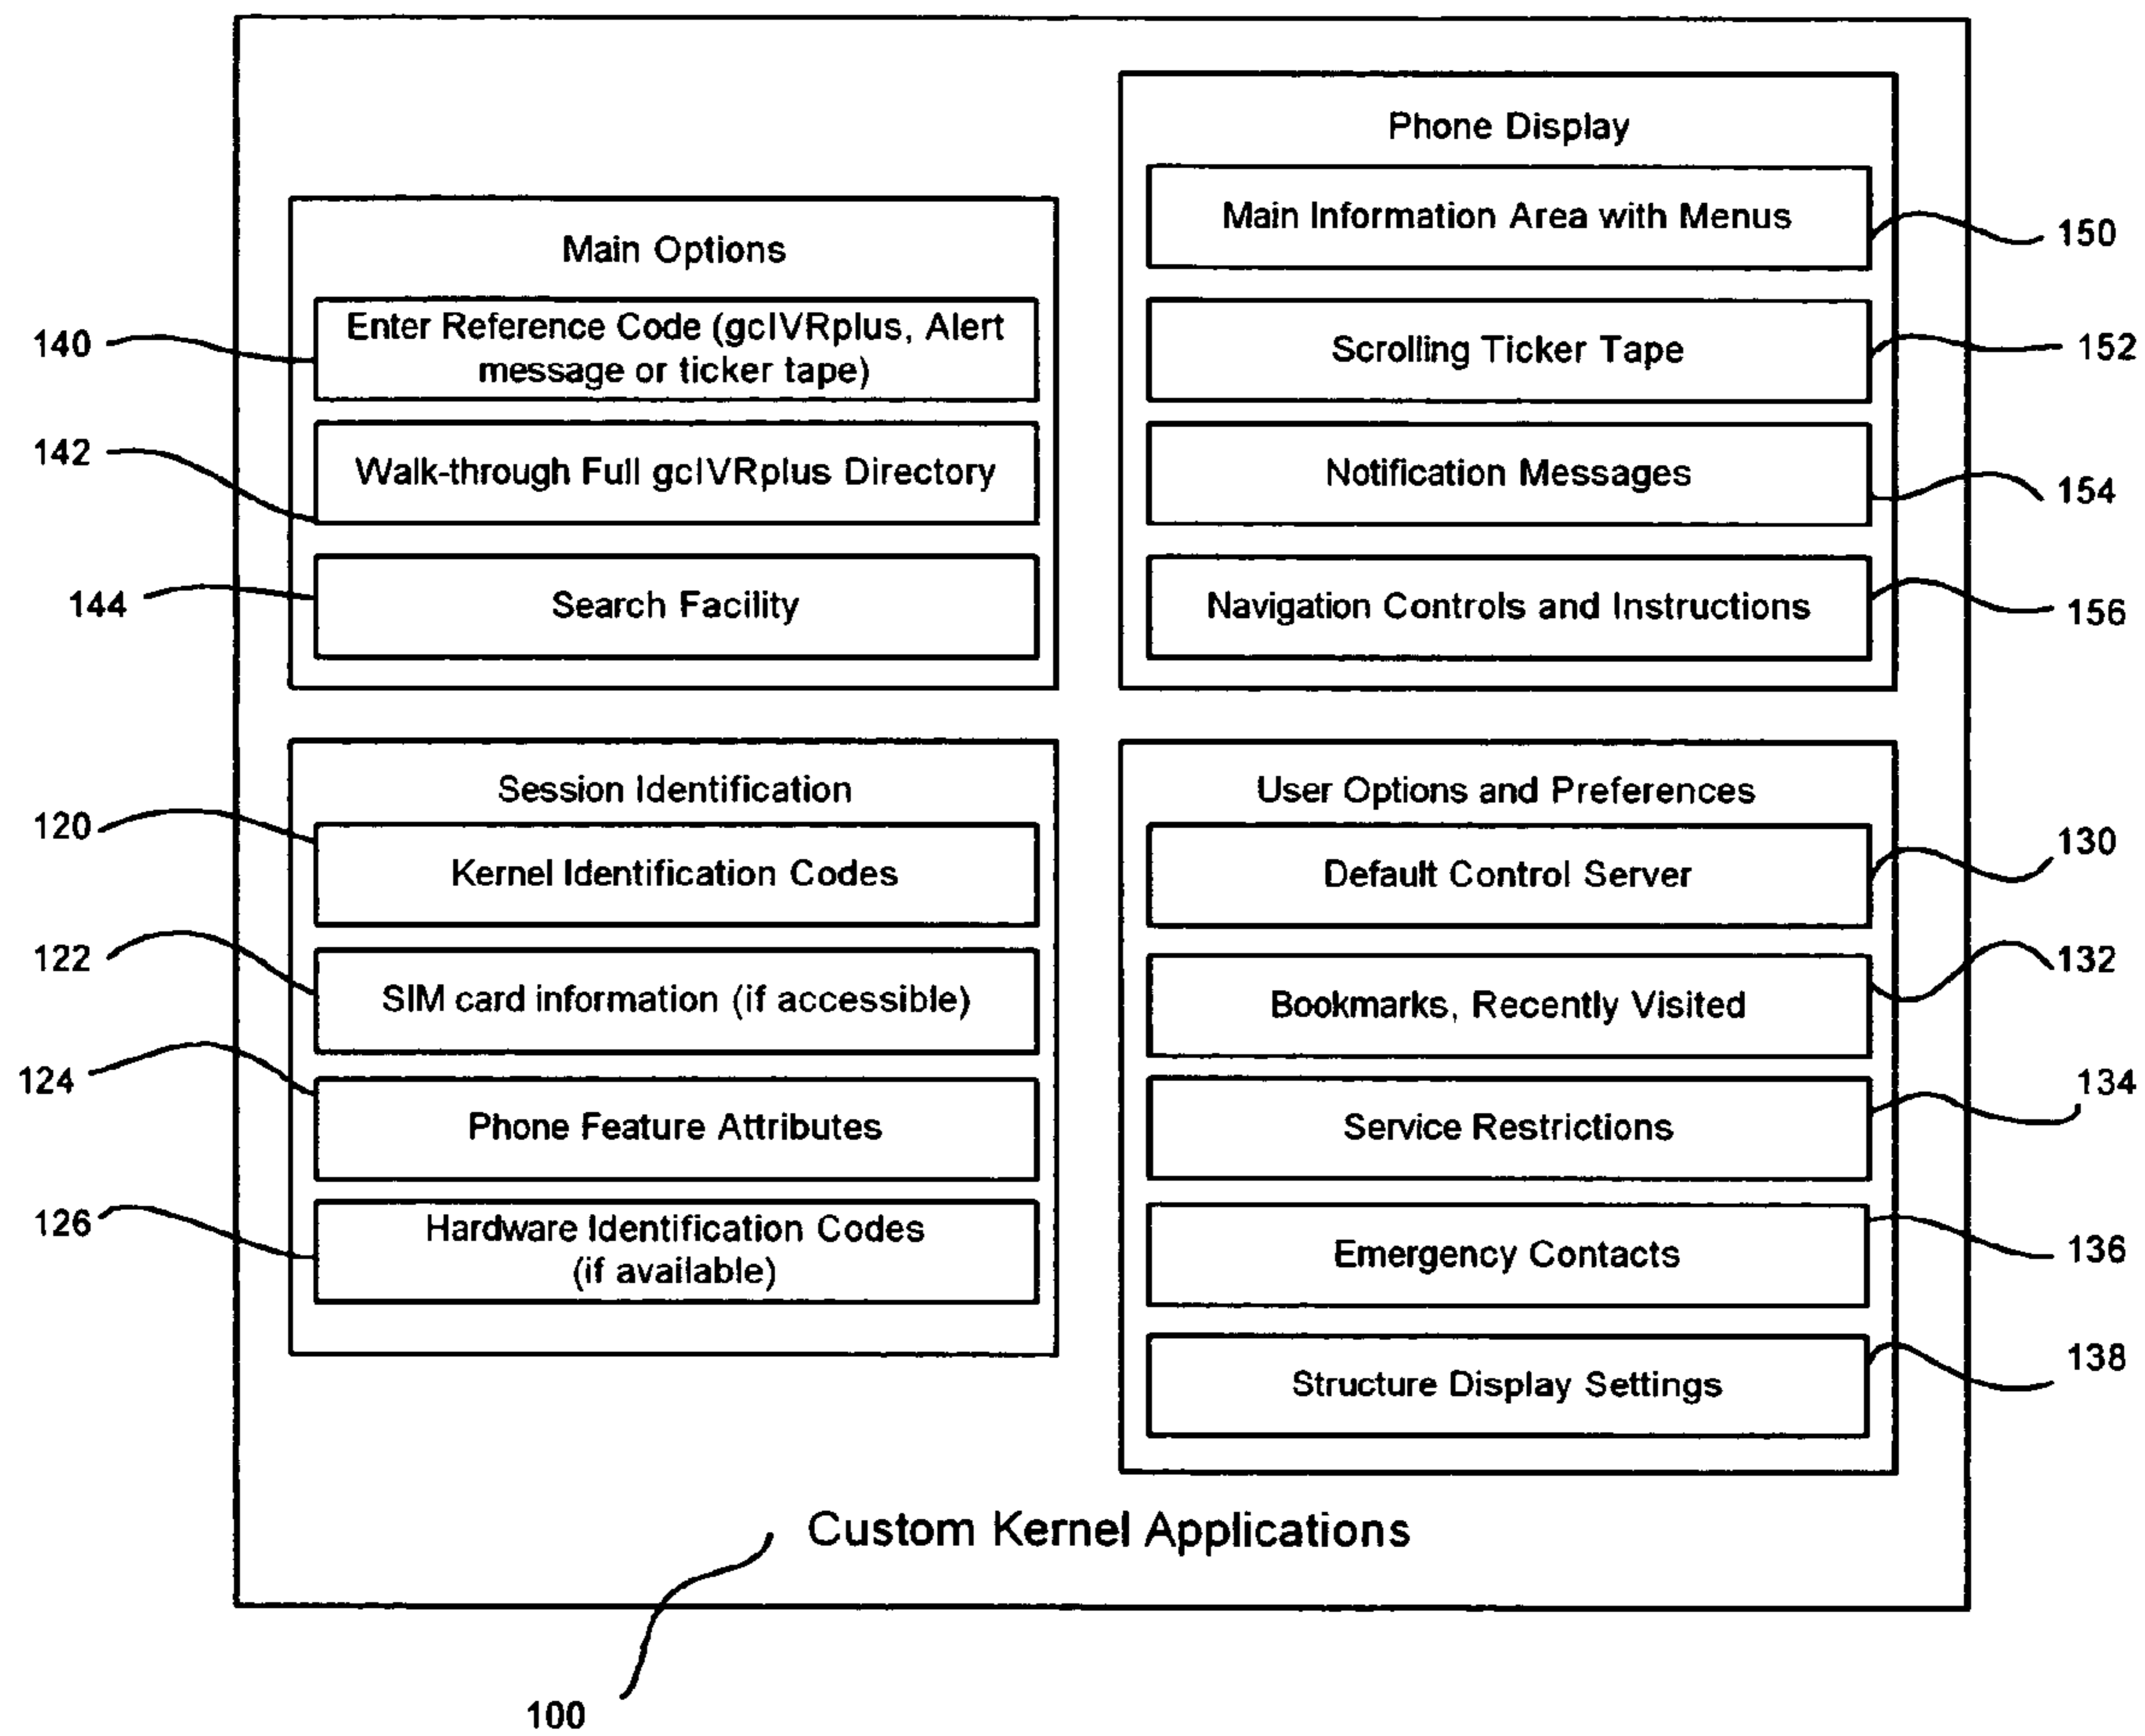 Phone Display
Main Information Area with Menus
150
Scrolling Ticker Tape
152
Notification Messages
154
Navigation Controls and Instructions
156
Main Options
140
Enter Reference Code (gcIVRplus, Alert
message or ticker tape)
142
Walk-through Full gcIVRplus Directory
144
Search Facility
Session Identification
120
Kernel Identification Codes
122
SIM card information (if accessible)
124
Phone Feature Attributes
126
Hardware Identification Codes
(if available)
User Options and Preferences
130
Default Control Server
132
Bookmarks, Recently Visited
134
Service Restrictions
136
Emergency Contacts
138
Structure Display Settings
Custom Kernel Applications
100